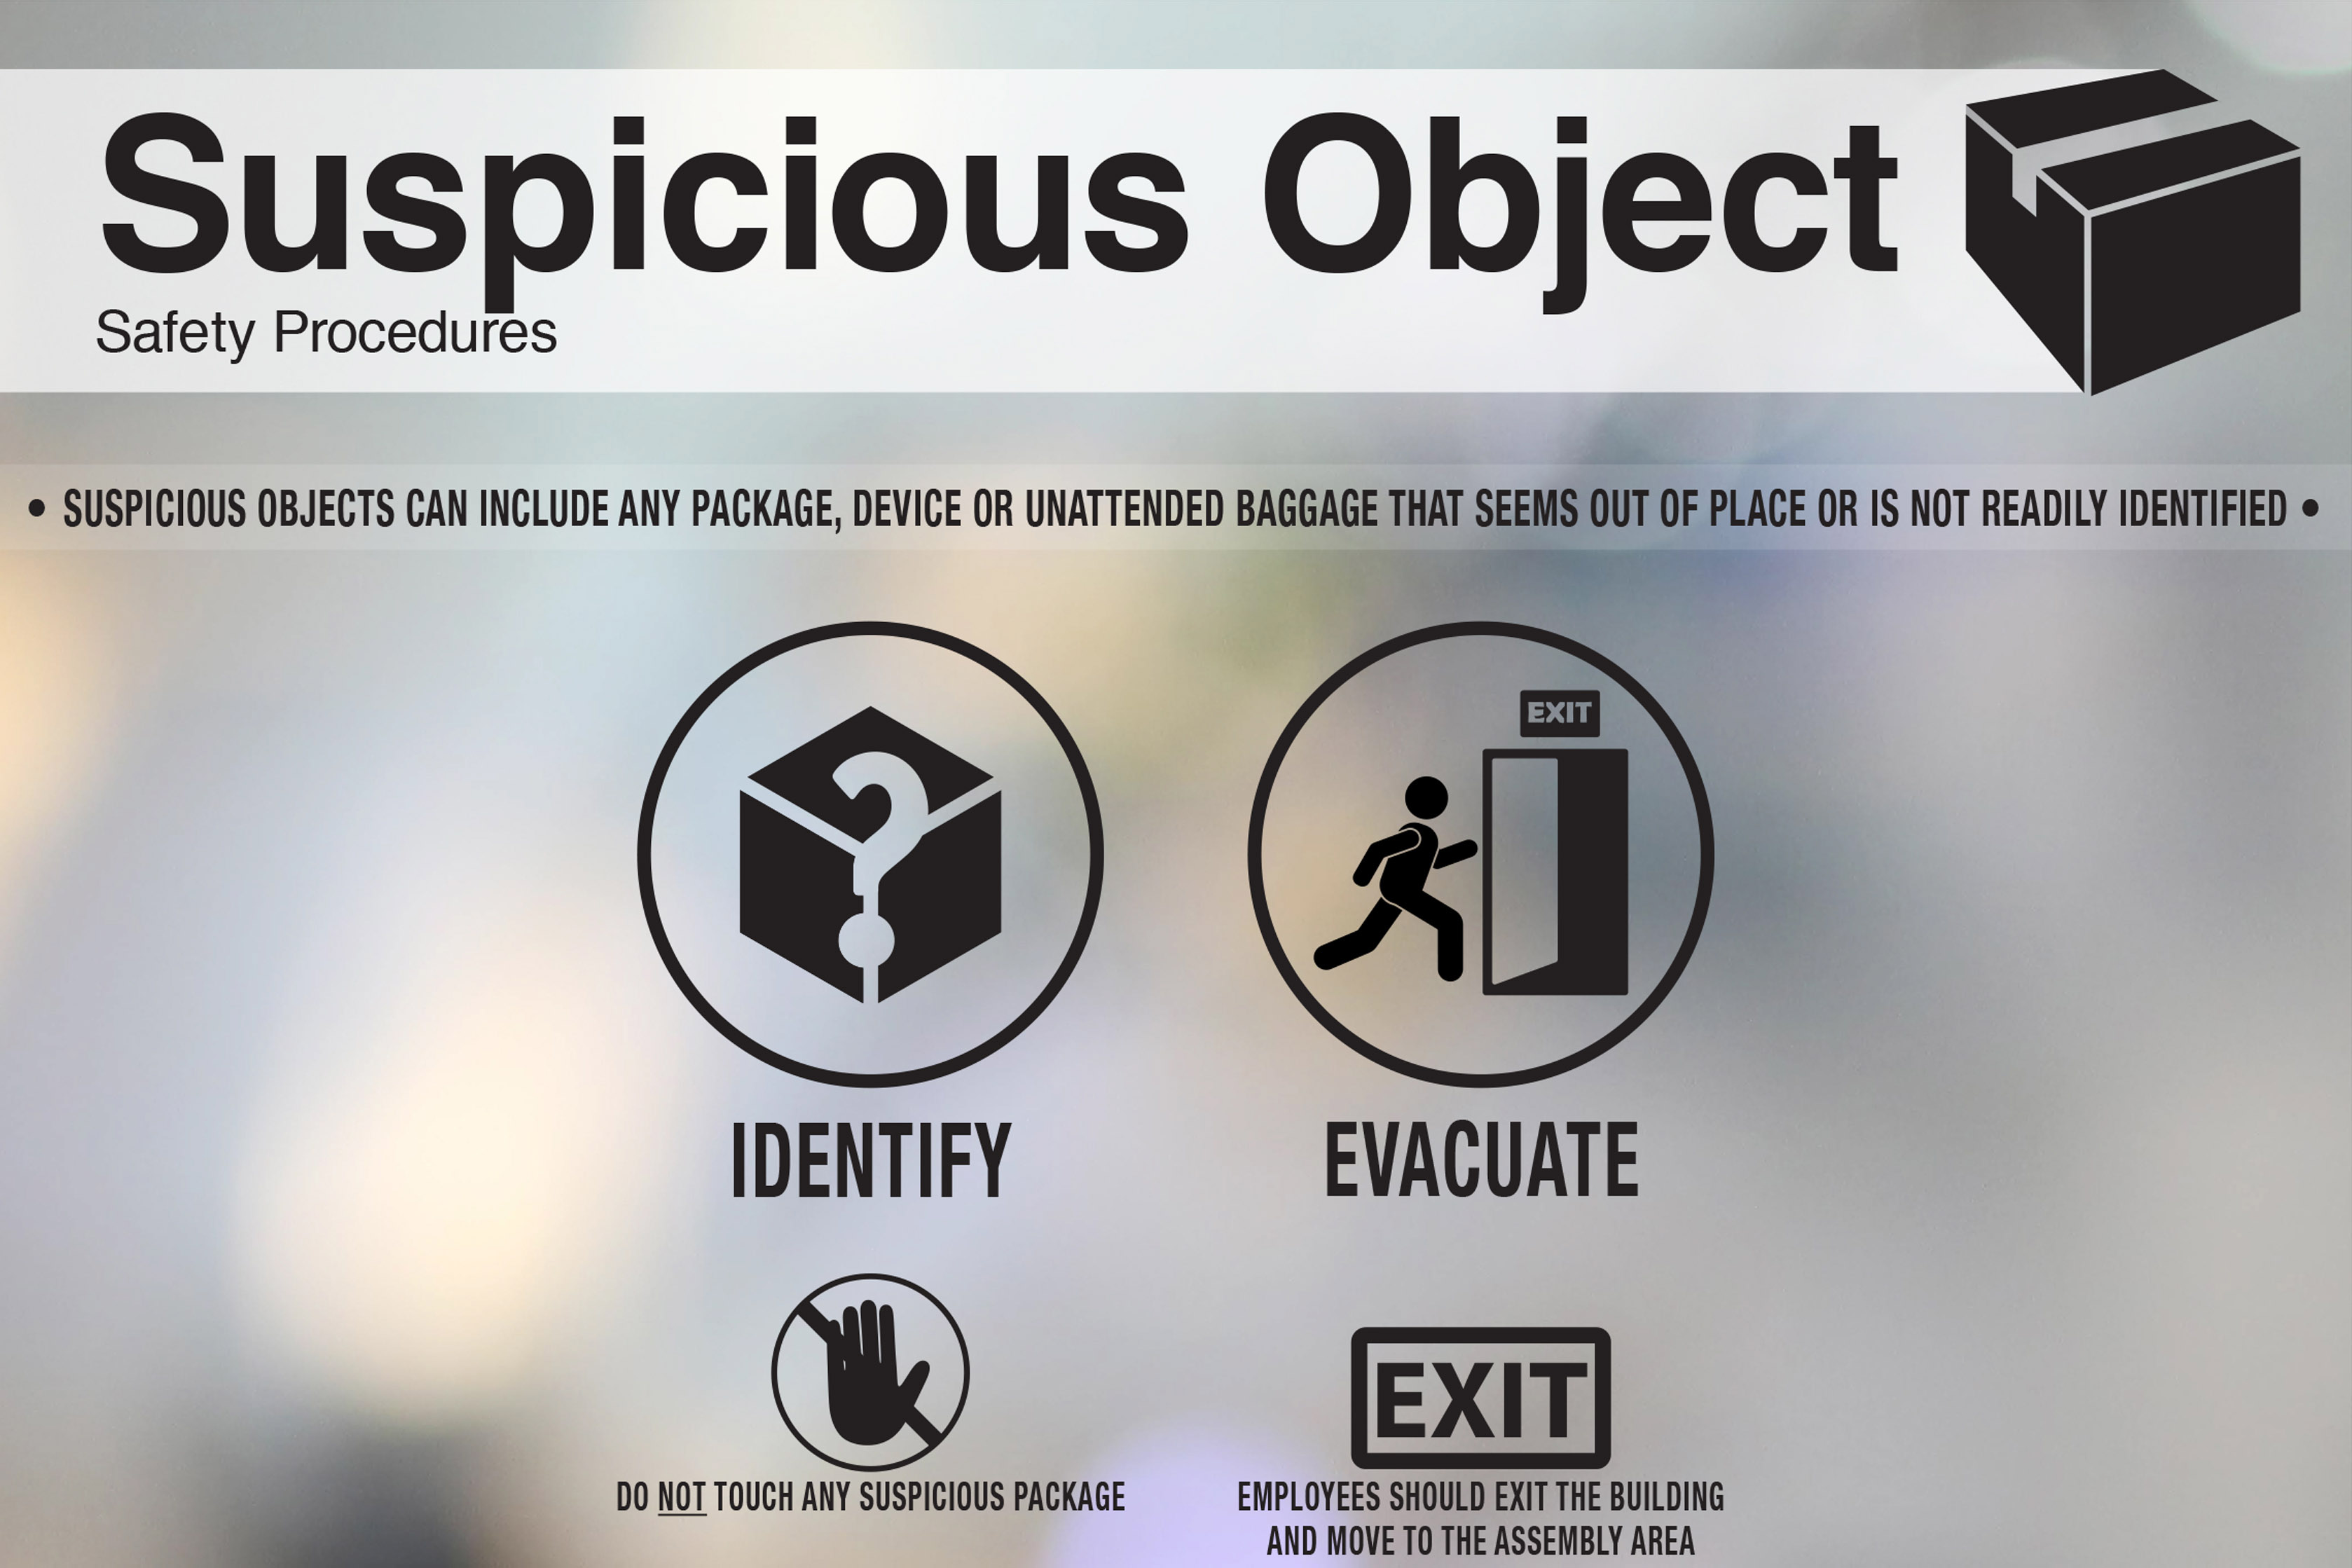 Suspicious Object
Safety Procedures
• SUSPICIOUS OBJECTS CAN INCLUDE ANY PACKAGE, DEVICE OR UNATTENDED BAGGAGE THAT SEEMS OUT OF PLACE OR IS NOT READILY IDENTIFIED •
EXIT
IDENTIFY
EVACUATE
EXIT
DO NOT TOUCH ANY SUSPICIOUS PACKAGE
EMPLOYEES SHOULD EXIT THE BUILDING
AND MOVE TO THE ASSEMBLY AREA